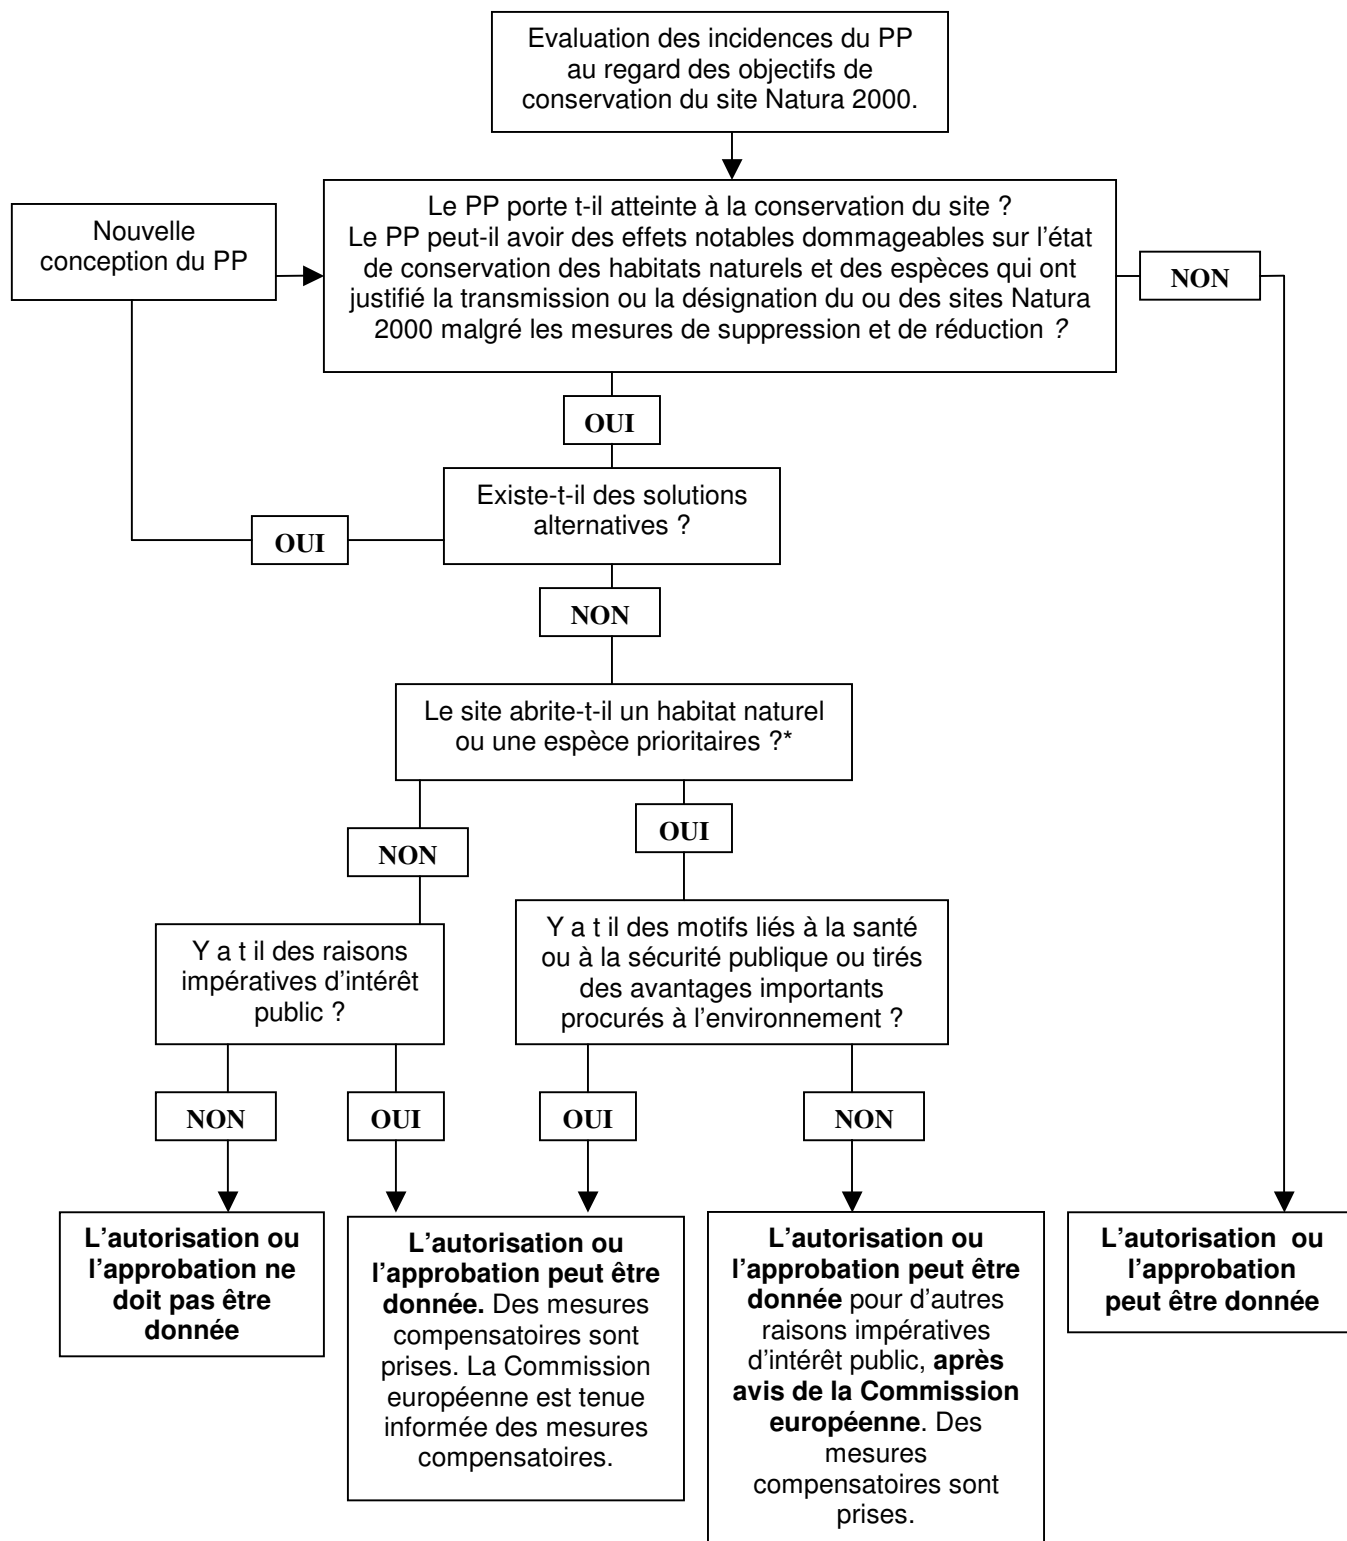 Evaluation des incidences du PP
au regard des objectifs de
conservation du site Natura 2000.
Nouvelle
conception du PP
Le PP porte t-il atteinte à la conservation du site ?
Le PP peut-il avoir des effets notables dommageables sur l’état
de conservation des habitats naturels et des espèces qui ont
justifié la transmission ou la désignation du ou des sites Natura
2000 malgré les mesures de suppression et de réduction ?
NON
OUI
Existe-t-il des solutions
alternatives ?
OUI
NON
Le site abrite-t-il un habitat naturel
ou une espèce prioritaires ?*
NON
OUI
Y a t il des raisons
impératives d’intérêt
public ?
Y a t il des motifs liés à la santé
ou à la sécurité publique ou tirés
des avantages importants
procurés à l’environnement ?
NON
OUI
OUI
NON
L’autorisation ou
l’approbation ne
doit pas être
donnée
L’autorisation ou
l’approbation peut être
donnée. Des mesures
compensatoires sont
prises. La Commission
européenne est tenue
informée des mesures
compensatoires.
L’autorisation ou
l’approbation peut être
donnée pour d’autres
raisons impératives
d’intérêt public, après
avis de la Commission
européenne. Des
mesures
compensatoires sont
prises.
L’autorisation ou
l’approbation
peut être donnée